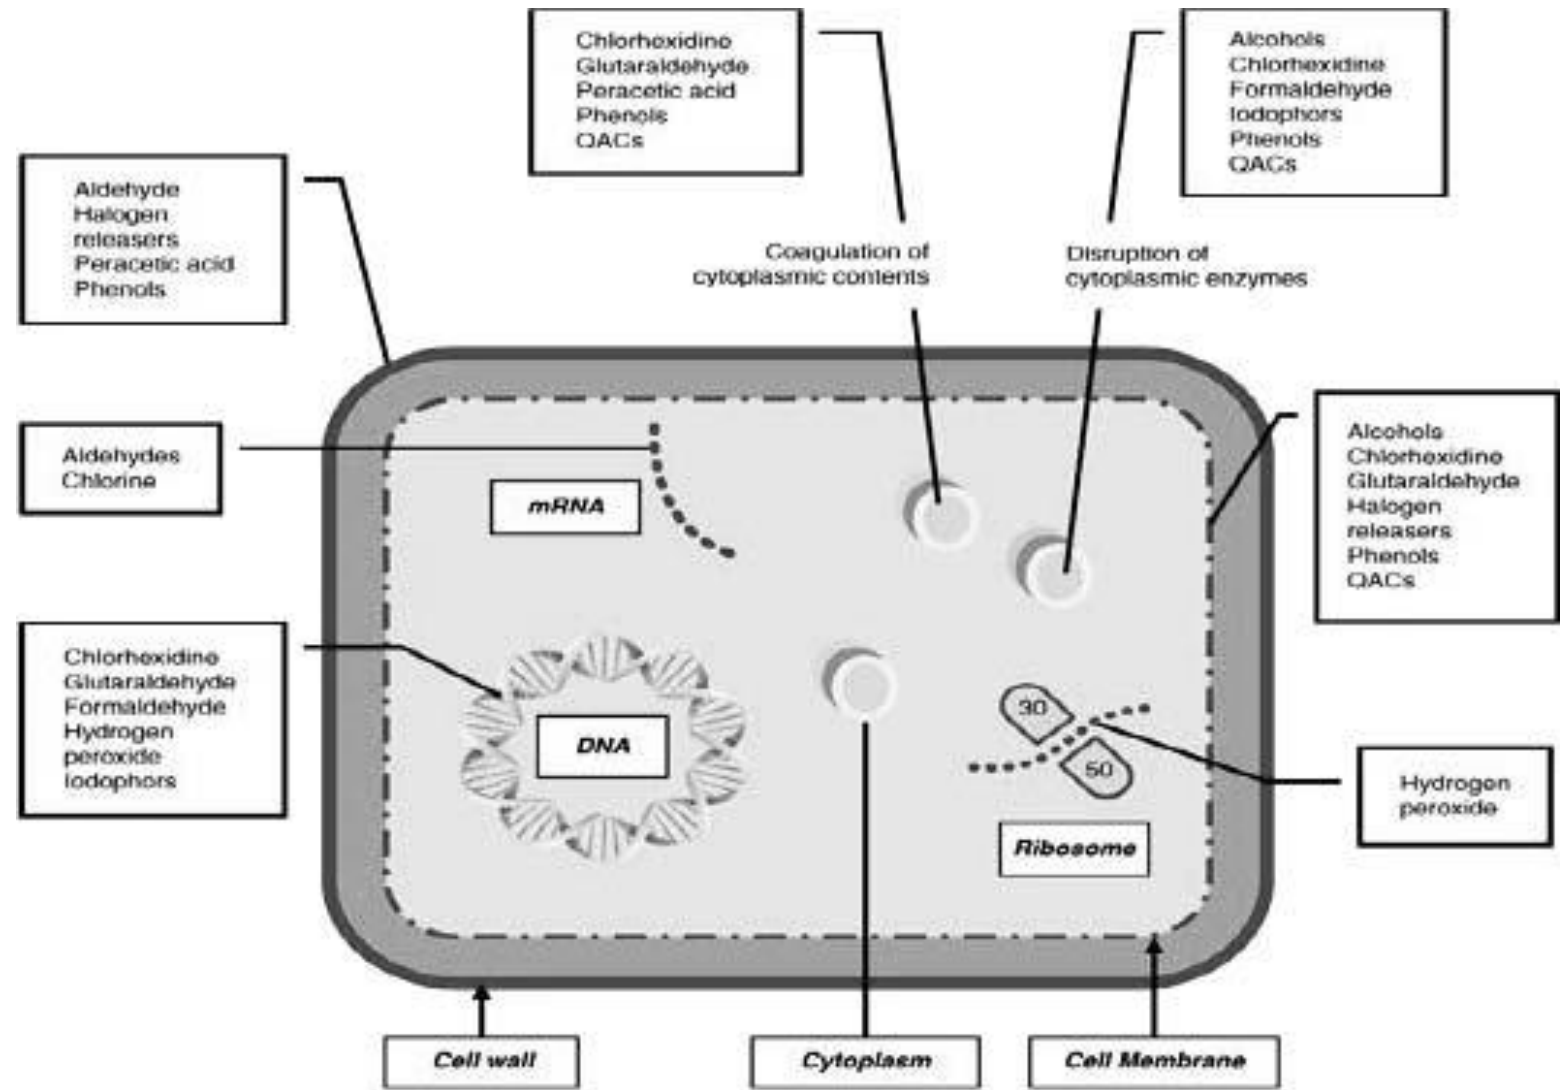 Chlorhexidine
Glutaraldehyde
Peracetic acid
Phenols
QACs
Alcohols
Chlorhexidine
Formaldehyde
Iodophors
Phenols
QACs
Aldehyde
Halogen
releasers
Peracetic acid
Phenols
Coagulation of
cytoplasmic contents
Disruption of
cytoplasmic enzymes
Aldehydes
Chlorine
mRNA
Alcohols
Chlorhexidine
Glutaraldehyde
Halogen
releasers
Phenols
QACs
Chlorhexidine
Glutaraldehyde
Formaldehyde
Hydrogen
peroxide
Iodophors
DNA
30
50
Ribosome
Hydrogen
peroxide
Cell wall
Cytoplasm
Cell Membrane